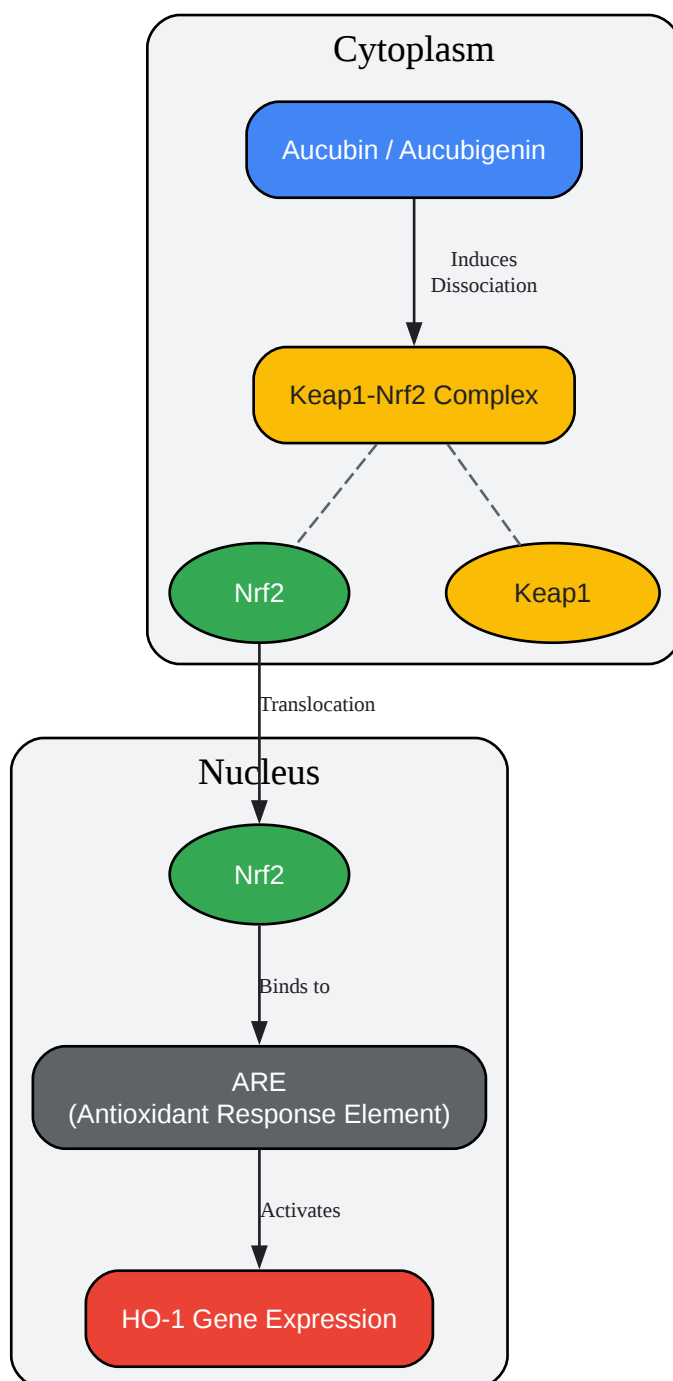 Cytoplasm
Aucubin / Aucubigenin
Induces
Dissociation
Keap1-Nrf2 Complex
Nrf2
Keap1
Translocation
Nucleus
Nrf2
Binds to
ARE
(Antioxidant Response Element)
Activates
HO-1 Gene Expression